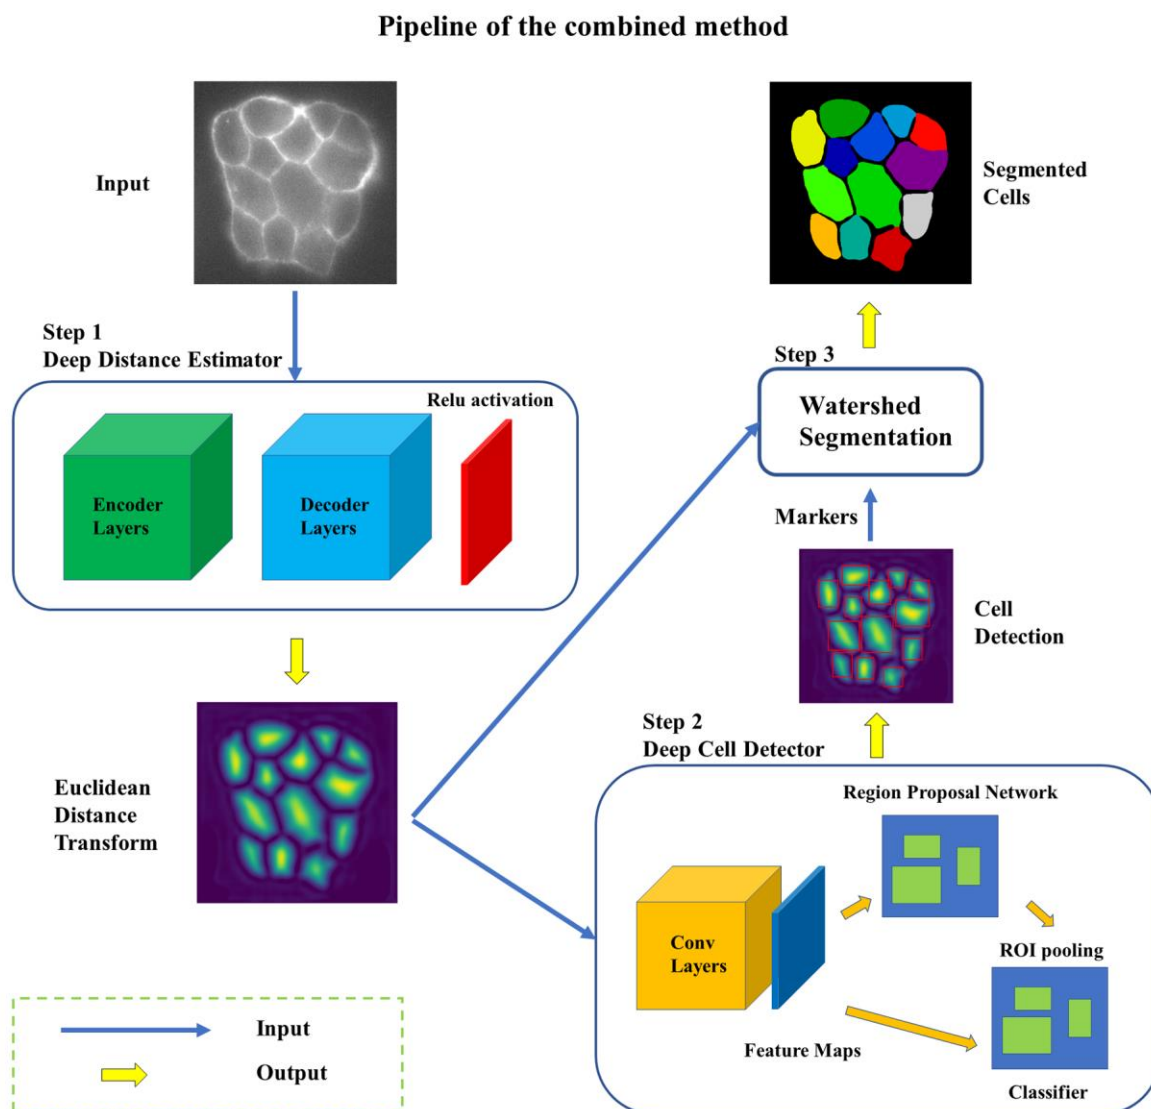 Pipeline of the combined method
Input
Step 1
Deep Distance Estimator
Relu activation
Encoder
Layers
Decoder
Layers
Euclidean
Distance
Transform
Segmented
Cells
Step 3
Watershed
Segmentation
Markers
Cell
Detection
Step 2
Deep Cell Detector
Region Proposal Network
Conv
Layers
ROI pooling
Feature Maps
Classifier
Input
Output